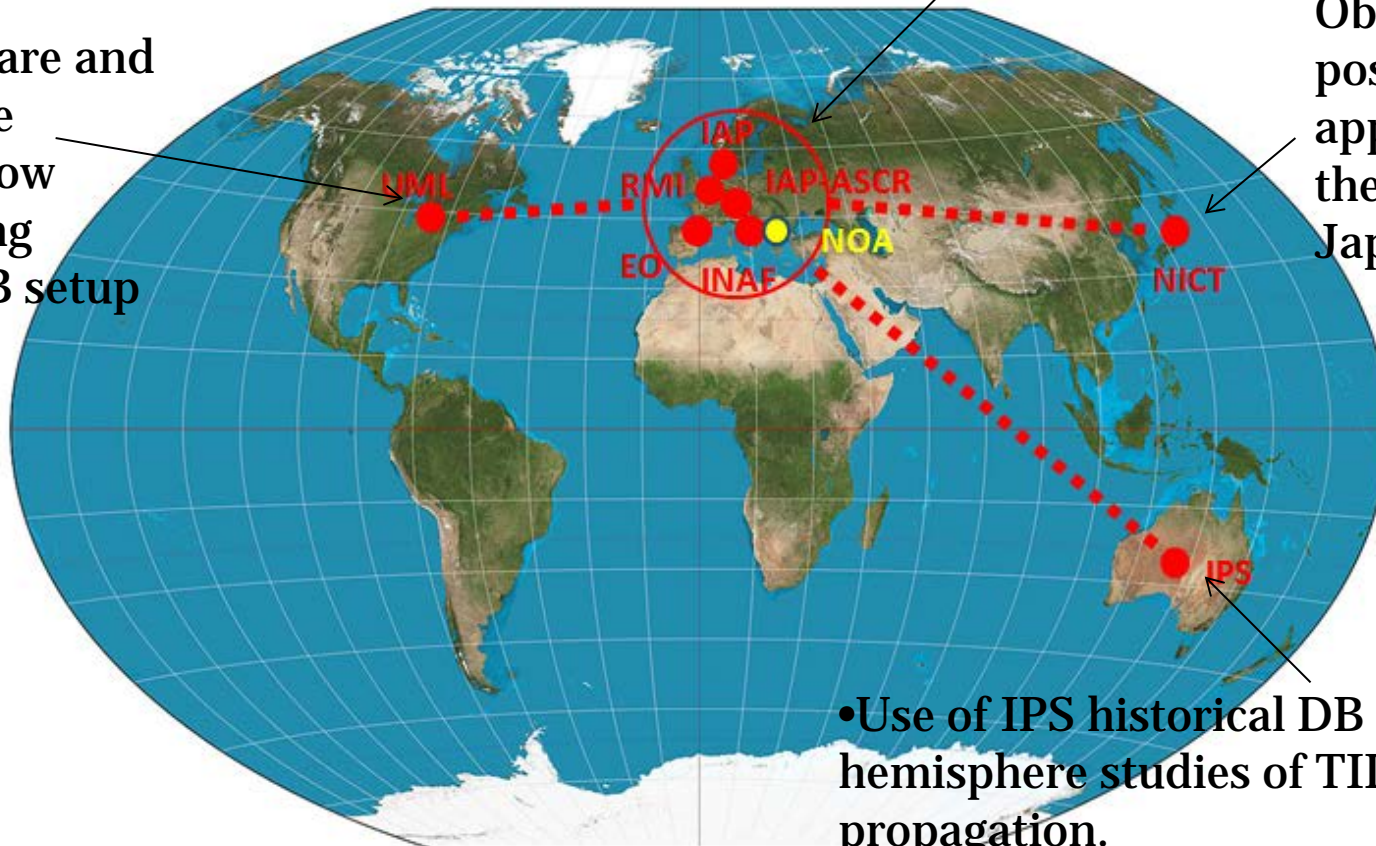 are and
e
ow
ng
B setup
Ob
pos
app
the
Jap
IAP
UML
RMI
IAP-ASCR
NOA
EO
INAF
NICT
IPS
•Use of IPS historical DB
hemisphere studies of TI
propagation.